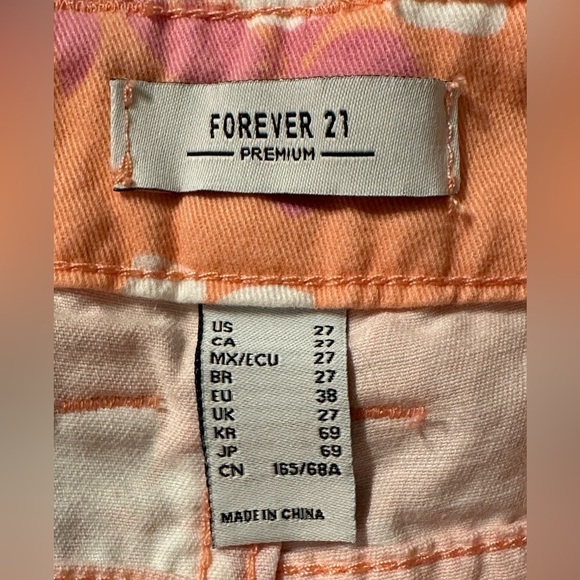 FOREVER 21
PREMIUM
US 27
CA 27
MX/ECU 27
BR 27
EU 38
UK 27
KR 69
JP 69
CN 165/68A
MADE IN CHINA